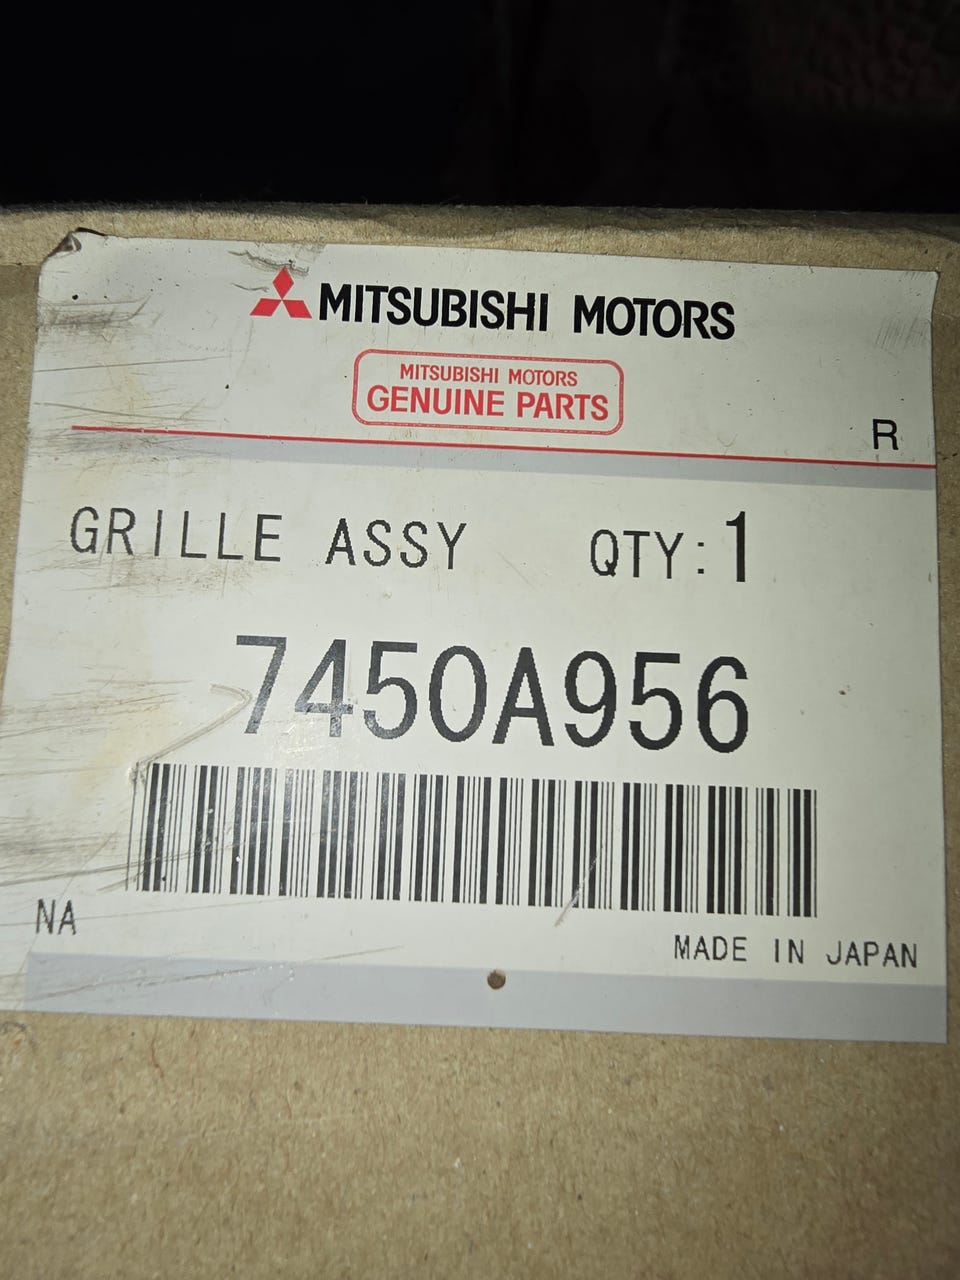 MITSUBISHI MOTORS
MITSUBISHI MOTORS
GENUINE PARTS
R
GRILLE ASSY QTY:1
7450A956
NA
MADE IN JAPAN